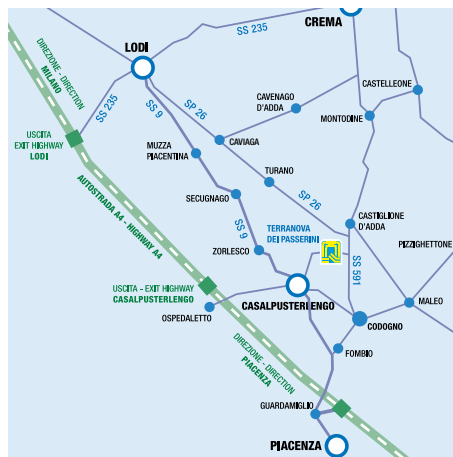 SS 235
CREMA
LODI
DIREZIONE - DIRECTION
MILANO
SS 235
SS 9
SP 26
CAVENAGO
D'ADDA
CASTELLEONE
MONTODINE
USCITA
EXIT HIGHWAY
LODI
MUZZA
PIACENTINA
CAVIAGA
TURANO
AUTOSTRADA A4 - HIGHWAY A4
SECUGNAGO
SP 26
SS 9
TERRANOVA
DEI PASSERINI
CASTIGLIONE
D'ADDA
PIZZIGHETTONE
ZORLESCO
SS 591
USCITA - EXIT HIGHWAY
CASALPUSTERLENGO
CASALPUSTERLENGO
MALEO
OSPEDALETTO
CODOGNO
DIREZIONE - DIRECTION
PIACENZA
FOMBIO
GUARDAMIGLIO
PIACENZA